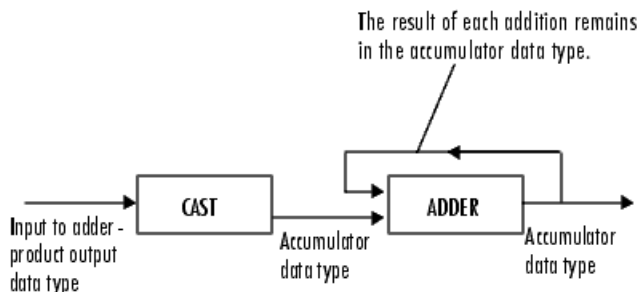 The result of each addition remains
in the accumulator data type.
CAST
ADDER
Input to adder -
product output
data type
Accumulator
data type
Accumulator
data type